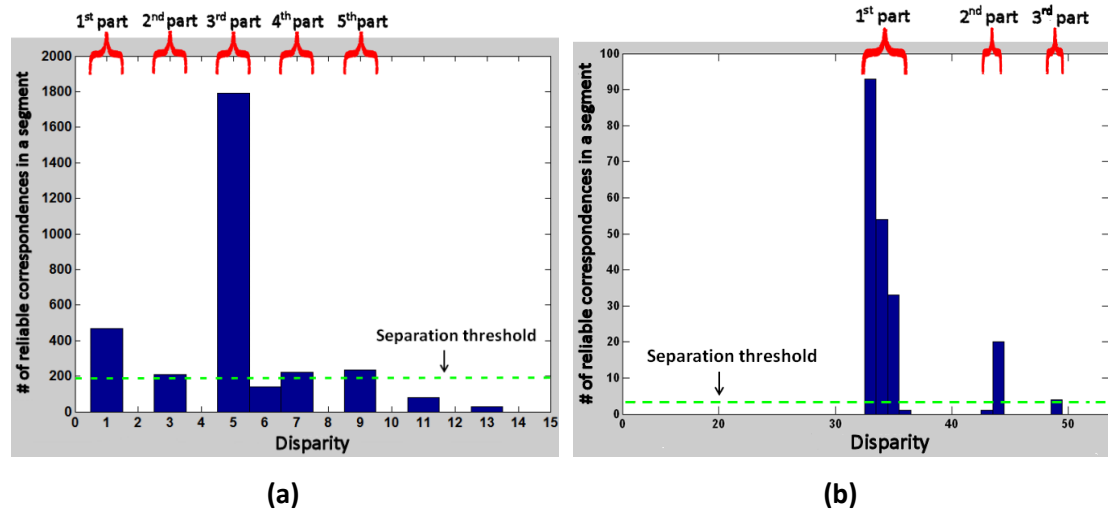 1st part 2nd part 3rd part 4th part 5th part
2000
1800
1600
1400
1200
1000
800
600
400
200
0
# of reliable correspondences in a segment
Separation threshold
0 1 2 3 4 5 6 7 8 9 10 11 12 13 14 15
Disparity
(a)
1st part 2nd part 3rd part
100
90
80
70
60
50
40
30
20
10
0
# of reliable correspondences in a segment
Separation threshold
0 20 30 40 50
Disparity
(b)